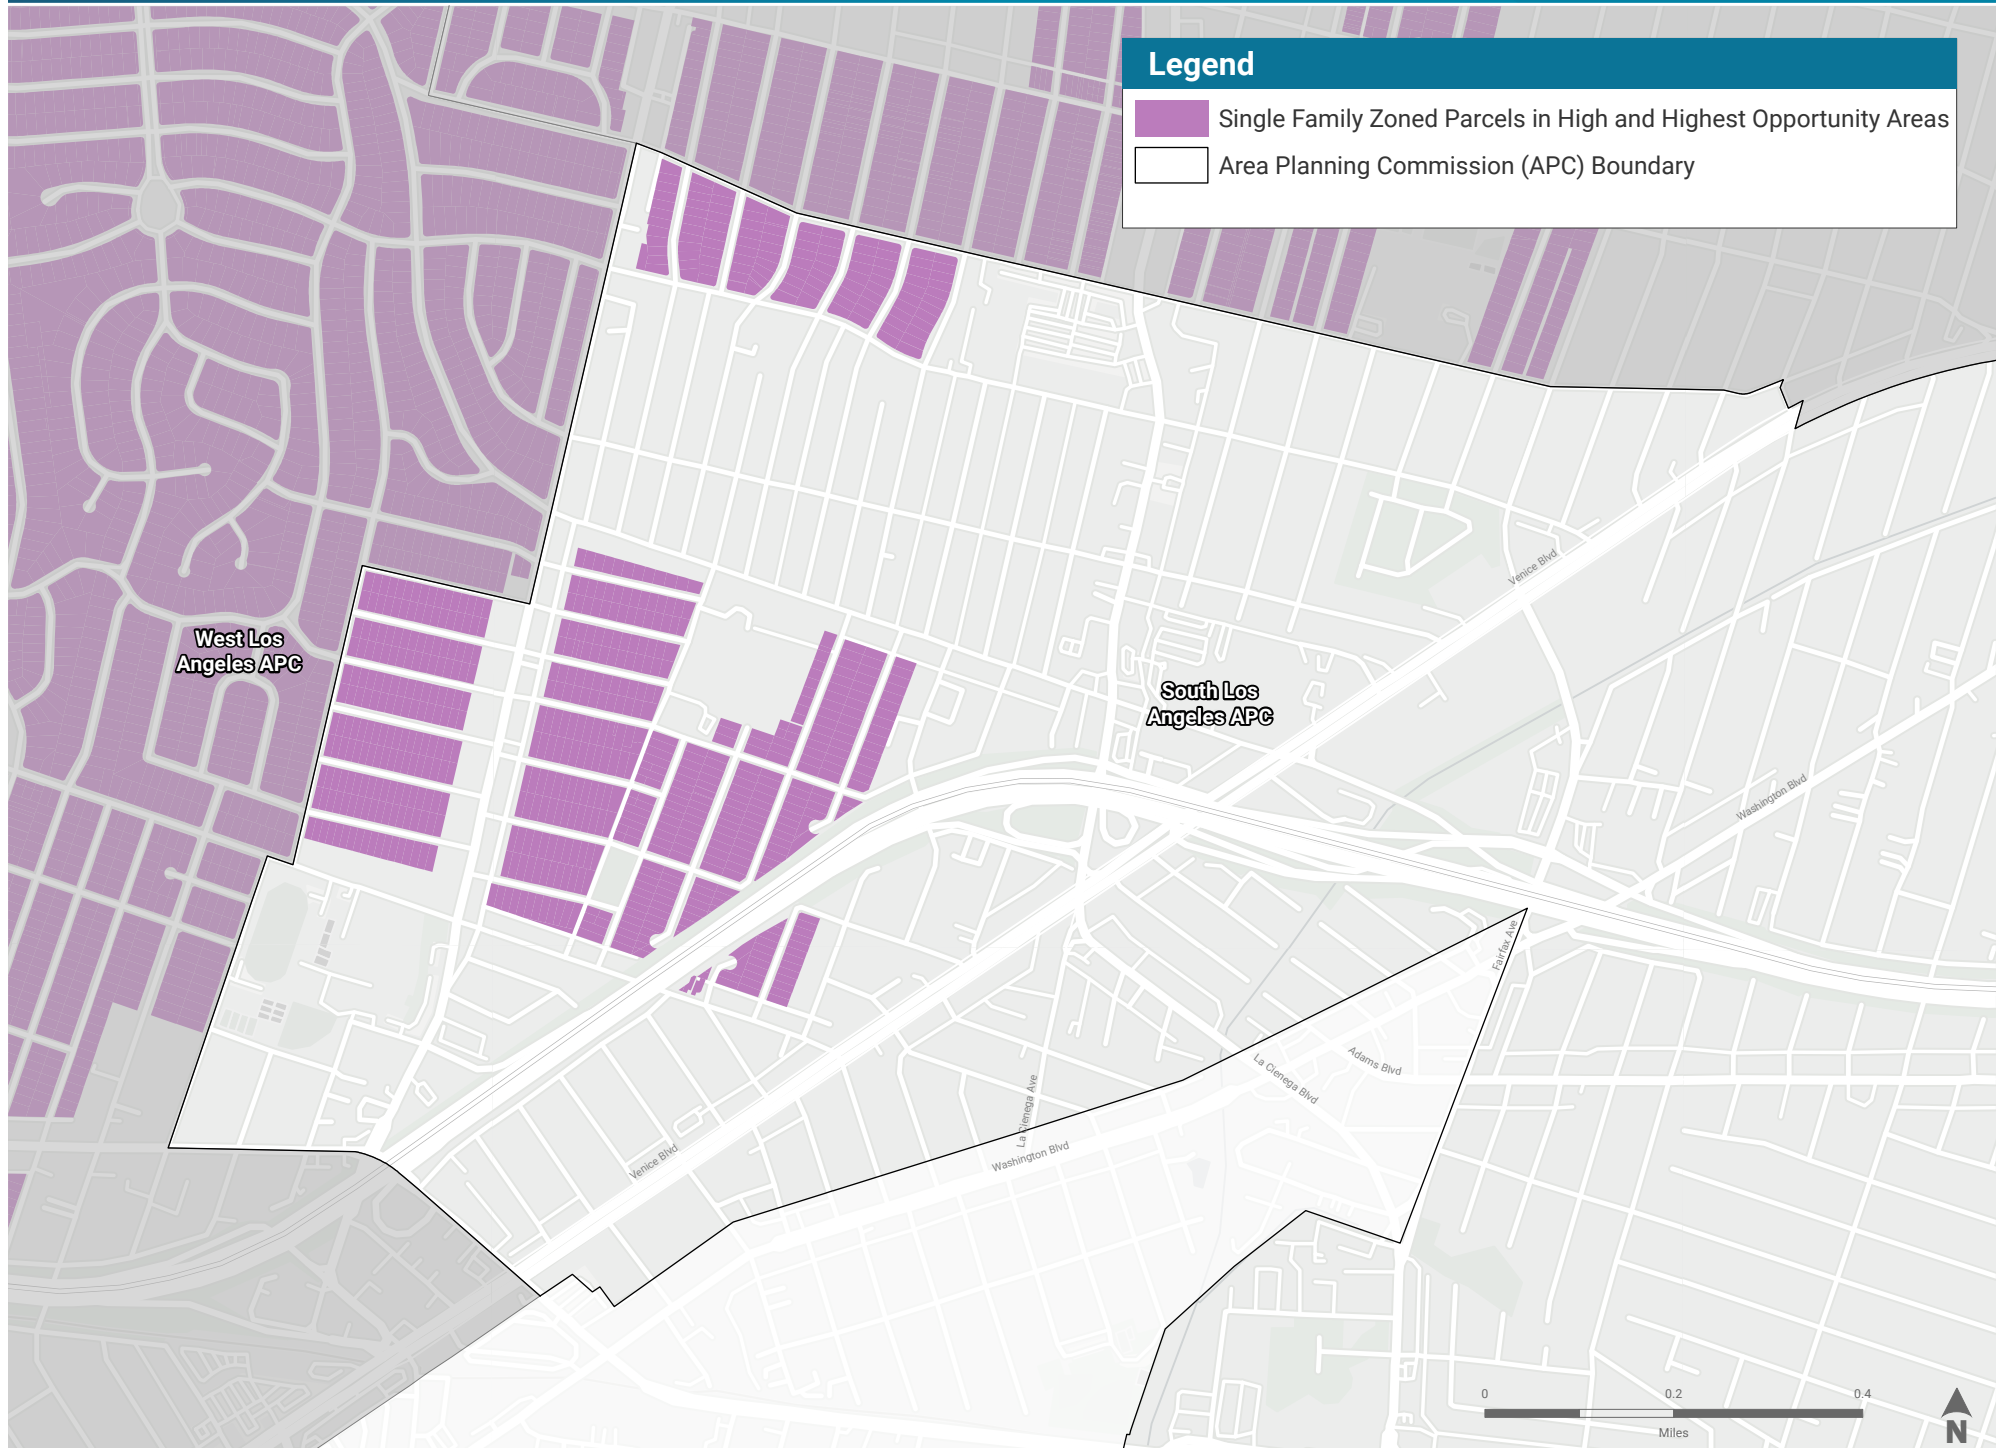 Legend
Single Family Zoned Parcels in High and Highest Opportunity Areas
Area Planning Commission (APC) Boundary
Venice Blvd
West Los
Angeles APC
South Los
Angeles APC
Washington Blvd
Fairfax Ave
Adams Blvd
La Cienega Blvd
La Cienega Ave
Washington Blvd
Venice Blvd
0
0.2
0.4
Miles
N